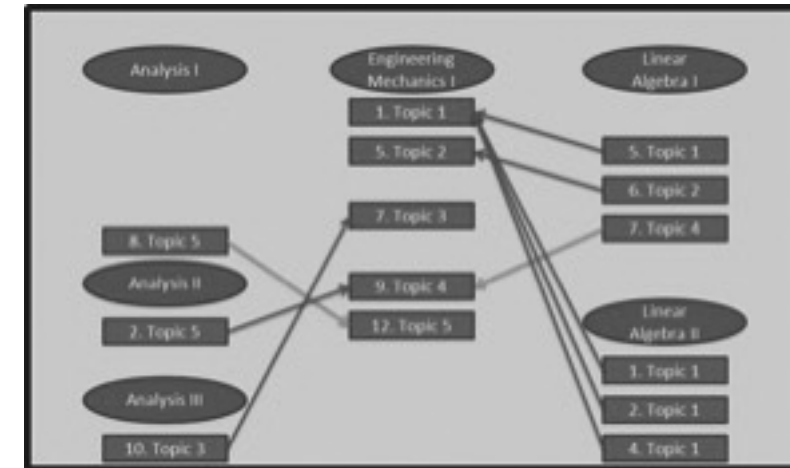 Analysis I
8. Topic 5
Analysis II
2. Topic 5
Analysis III
10. Topic 3
Engineering
Mechanics I
1. Topic 1
5. Topic 2
7. Topic 3
9. Topic 4
12. Topic 5
Linear
Algebra I
5. Topic 1
6. Topic 2
7. Topic 4
Linear
Algebra II
1. Topic 1
2. Topic 1
4. Topic 1